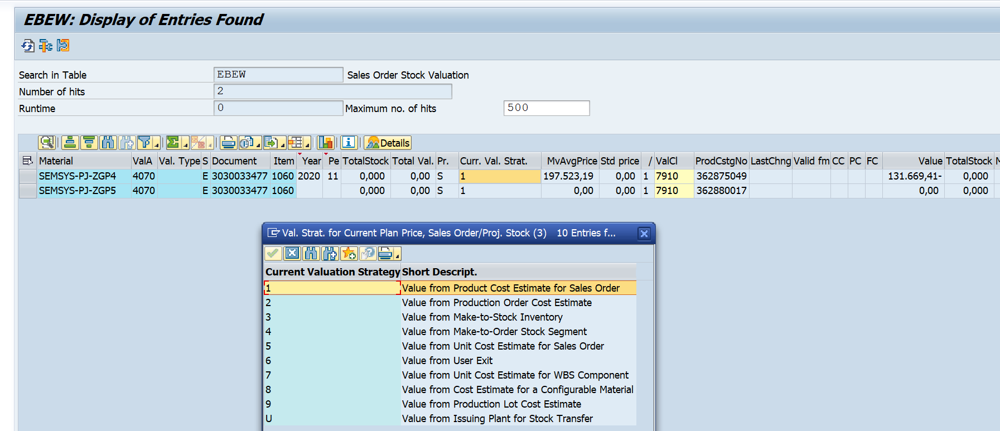 EBEW: Display of Entries Found
Search in Table EBEW Sales Order Stock Valuation
Number of hits 2
Runtime 0 Maximum no. of hits 500
Details
Material ValA Val. Type S Document Item Year Pe TotalStock Total Val. Pr. Curr. Val. Strat. MvAvgPrice Std price / ValCl ProdCstgNo LastChng Valid fm CC PC FC Value TotalStock
SEMSYS-PJ-ZGP4 4070 E 3030033477 1060 2020 11 0,000 0,00 S 1 197.523,19 0,00 1 7910 362875049 131.669,41- 0,000
SEMSYS-PJ-ZGP5 4070 E 3030033477 1060 0,000 0,00 S 1 0,00 0,00 1 7910 362880017 0,00 0,000
Val. Strat. for Current Plan Price, Sales Order/Proj. Stock (3) 10 Entries f...
Current Valuation Strategy Short Descript.
1 Value from Product Cost Estimate for Sales Order
2 Value from Production Order Cost Estimate
3 Value from Make-to-Stock Inventory
4 Value from Make-to-Order Stock Segment
5 Value from Unit Cost Estimate for Sales Order
6 Value from User Exit
7 Value from Unit Cost Estimate for WBS Component
8 Value from Cost Estimate for a Configurable Material
9 Value from Production Lot Cost Estimate
U Value from Issuing Plant for Stock Transfer